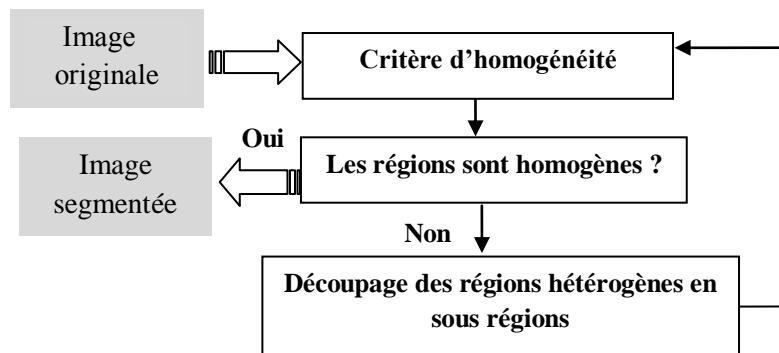 Image
originale
Critère d'homogénéité
Oui
Les régions sont homogènes ?
Image
segmentée
Non
Découpage des régions hétérogènes en
sous régions